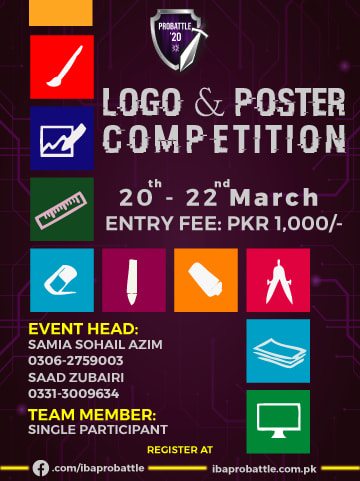 PROBATTLE
'20
LOGO & POSTER
COMPETITION
20th - 22nd March
ENTRY FEE: PKR 1,000/-
EVENT HEAD:
SAMIA SOHAIL AZIM
0306-2759003
SAAD ZUBAIRI
0331-3009634
TEAM MEMBER:
SINGLE PARTICIPANT
REGISTER AT
.com/ibaprobattle
ibaprobattle.com.pk